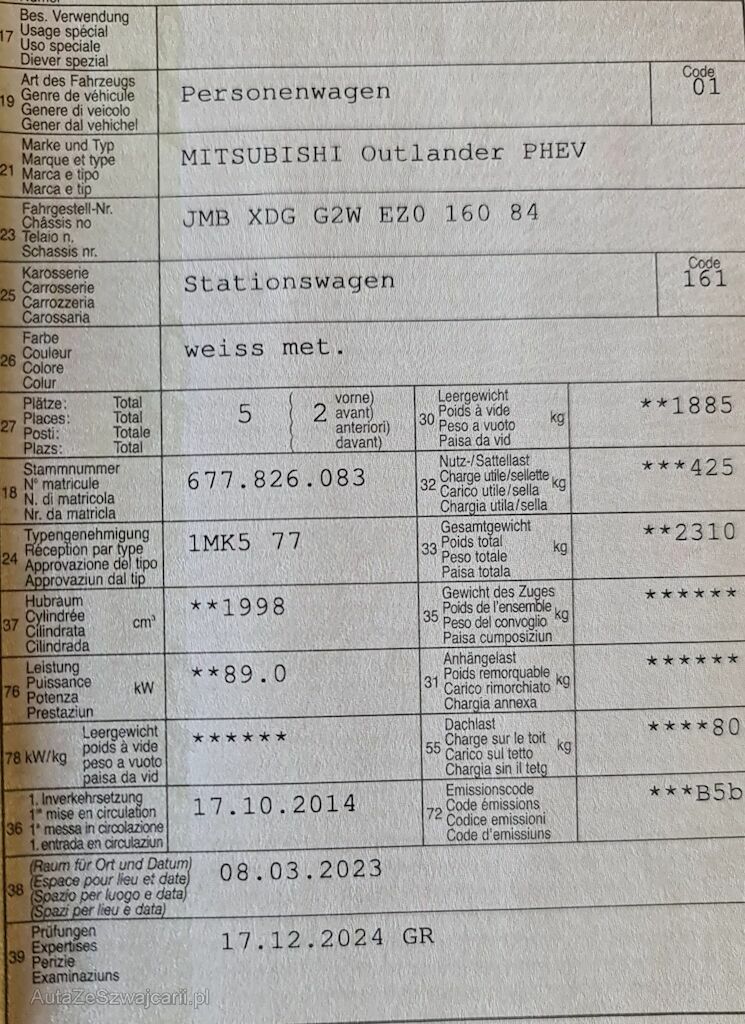 17 Bes. Verwendung
Usage spécial
Uso speciale
Diever spezial
19 Art des Fahrzeugs
Genre de véhicule
Genere di veicolo
Gener dal vehichel
Personenwagen
Code
01
21 Marke und Typ
Marque et type
Marca e tipo
Marca e tip
MITSUBISHI Outlander PHEV
23 Fahrgestell-Nr.
Châssis no
Telaio n.
Schassis nr.
JMB XDG G2W EZ0 160 84
25 Karosserie
Carrosserie
Carrozzeria
Carossaria
Stationswagen
Code
161
26 Farbe
Couleur
Colore
Colur
weiss met.
27 Plätze: Total
Places: Total
Posti: Totale
Plazs: Total
5
2
vorne)
avant)
anteriori)
davant)
30 Leergewicht
Poids à vide
Peso a vuoto
Paisa da vid
kg
**1885
18 Stammnummer
N° matricule
N. di matricola
Nr. da matricla
677.826.083
32 Nutz-/Sattellast
Charge utile/sellette
Carico utile/sella
Chargia utila/sella
kg
***425
24 Typengenehmigung
Réception par type
Approvazione del tipo
Approvaziun dal tip
1MK5 77
33 Gesamtgewicht
Poids total
Peso totale
Paisa totala
kg
**2310
37 Hubraum
Cylindrée
Cilindrata
Cilindrada
cm³
**1998
35 Gewicht des Zuges
Poids de l'ensemble
Peso del convoglio
Paisa cumposiziun
kg
******
76 Leistung
Puissance
Potenza
Prestaziun
kW
**89.0
31 Anhängelast
Poids remorquable
Carico rimorchiato
Chargia annexa
kg
******
78 kW/kg
Leergewicht
poids à vide
peso a vuoto
paisa da vid
******
55 Dachlast
Charge sur le toit
Carico sul tetto
Chargia sin il tetg
kg
****80
36 1. Inverkehrsetzung
1re mise en circulation
1a messa in circolazione
1. entrada en circulaziun
17.10.2014
72 Emissionscode
Code émissions
Codice emissioni
Code d'emissiuns
***B5b
38 (Raum für Ort und Datum)
(Espace pour lieu et date)
(Spazio per luogo e data)
(Spazi per lieu e data)
08.03.2023
39 Prüfungen
Expertises
Perizie
Examinaziuns
17.12.2024 GR
AutaZeSzwajcarii.pl